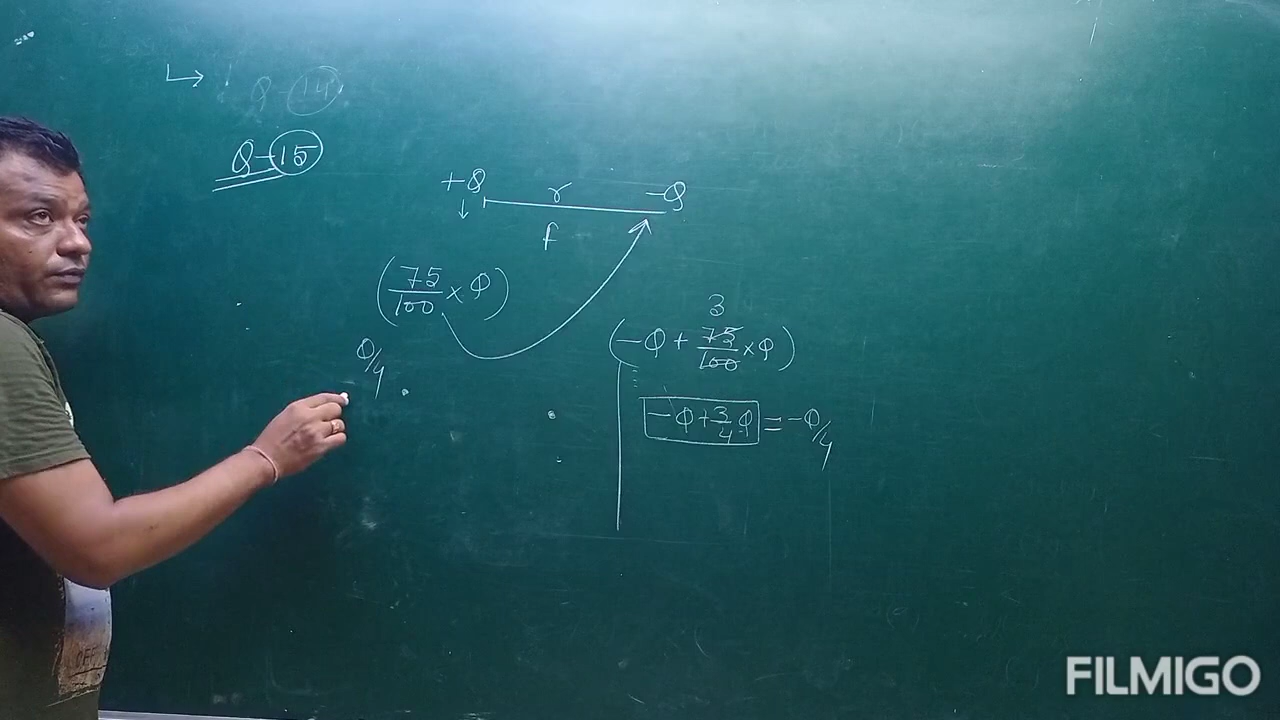 Q-14
Q-15
+Q r -Q
f
(75/100 × Q)
3
(-Q + 75/100 × Q)
Q/4
-Q + 3/4 Q = -Q/4
FILMIGO